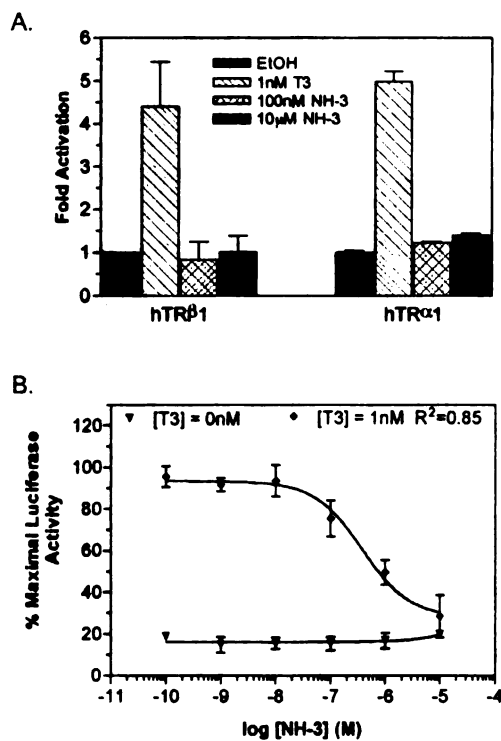 A.
Fold Activation
6
5
4
3
2
1
0
EtOH
1nM T3
100nM NH-3
10µM NH-3
hTRβ1
hTRα1
B.
% Maximal Luciferase
Activity
120
100
80
60
40
20
0
[T3] = 0nM
[T3] = 1nM R²=0.85
-11 -10 -9 -8 -7 -6 -5 -4
log [NH-3] (M)